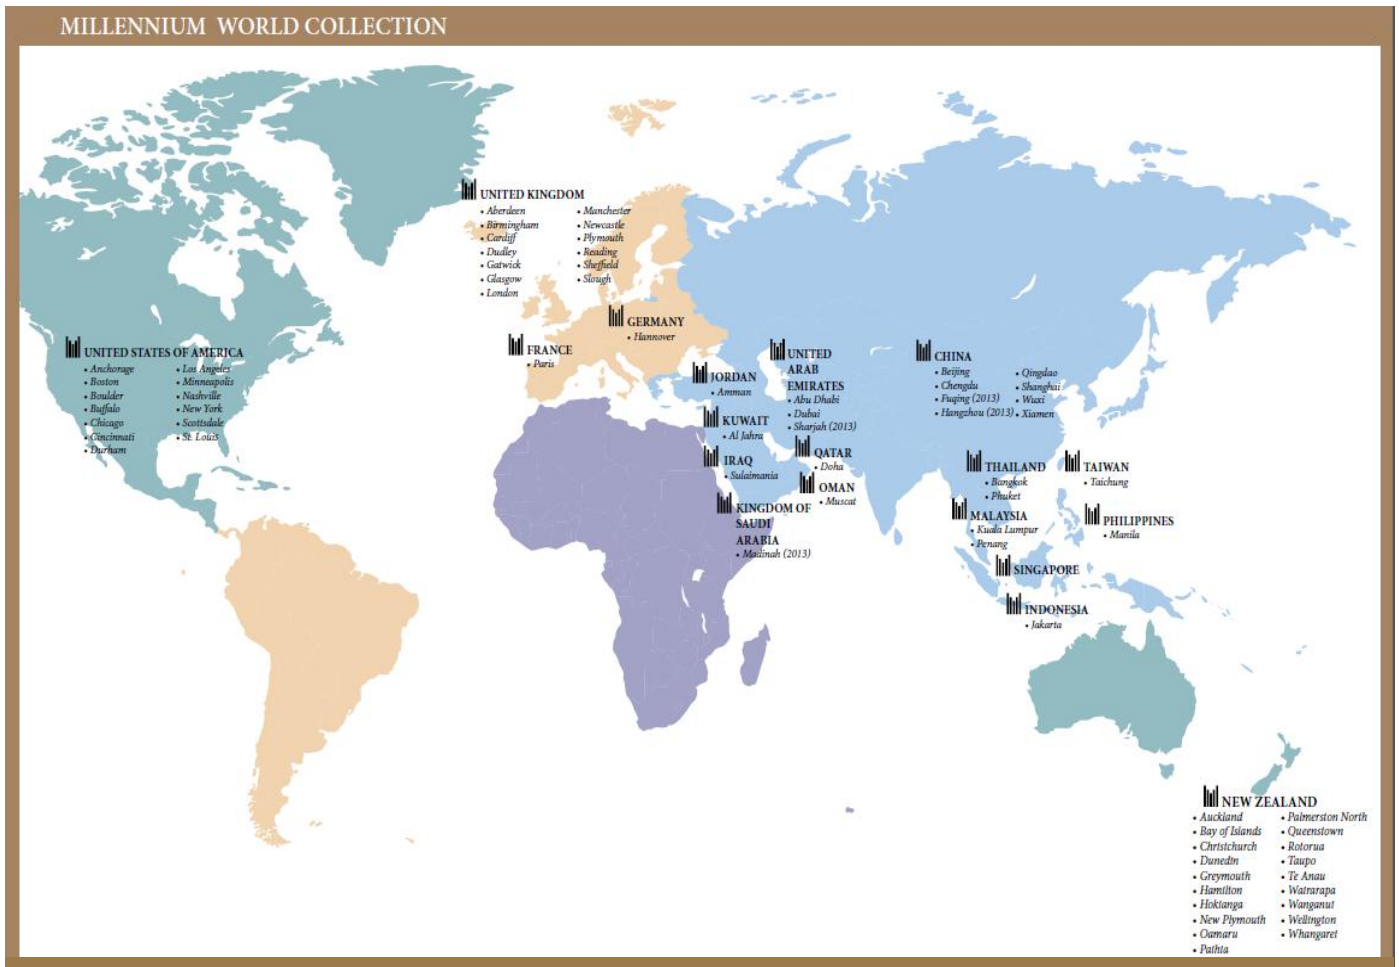 MILLENNIUM WORLD COLLECTION
UNITED KINGDOM
• Aberdeen
• Birmingham
• Cardiff
• Dudley
• Gatwick
• Glasgow
• London
• Manchester
• Newcastle
• Plymouth
• Reading
• Sheffield
• Slough
GERMANY
• Hannover
FRANCE
• Paris
UNITED STATES OF AMERICA
• Anchorage
• Boston
• Boulder
• Buffalo
• Chicago
• Cincinnati
• Durham
• Los Angeles
• Minneapolis
• Nashville
• New York
• Scottsdale
• St. Louis
JORDAN
• Amman
KUWAIT
• Al Jahra
IRAQ
• Sulaimania
KINGDOM OF
SAUDI
ARABIA
• Madinah (2013)
UNITED
ARAB
EMIRATES
• Abu Dhabi
• Dubai
• Sharjah (2013)
QATAR
• Doha
OMAN
• Muscat
CHINA
• Beijing
• Chengdu
• Fuqing (2013)
• Hangzhou (2013)
• Qingdao
• Shanghai
• Wuxi
• Xiamen
THAILAND
• Bangkok
• Phuket
TAIWAN
• Taichung
MALAYSIA
• Kuala Lumpur
• Penang
PHILIPPINES
• Manila
SINGAPORE
INDONESIA
• Jakarta
NEW ZEALAND
• Auckland
• Bay of Islands
• Christchurch
• Dunedin
• Greymouth
• Hamilton
• Hokianga
• New Plymouth
• Oamaru
• Paihia
• Palmerston North
• Queenstown
• Rotorua
• Taupo
• Te Anau
• Wairarapa
• Wanganui
• Wellington
• Whangarei